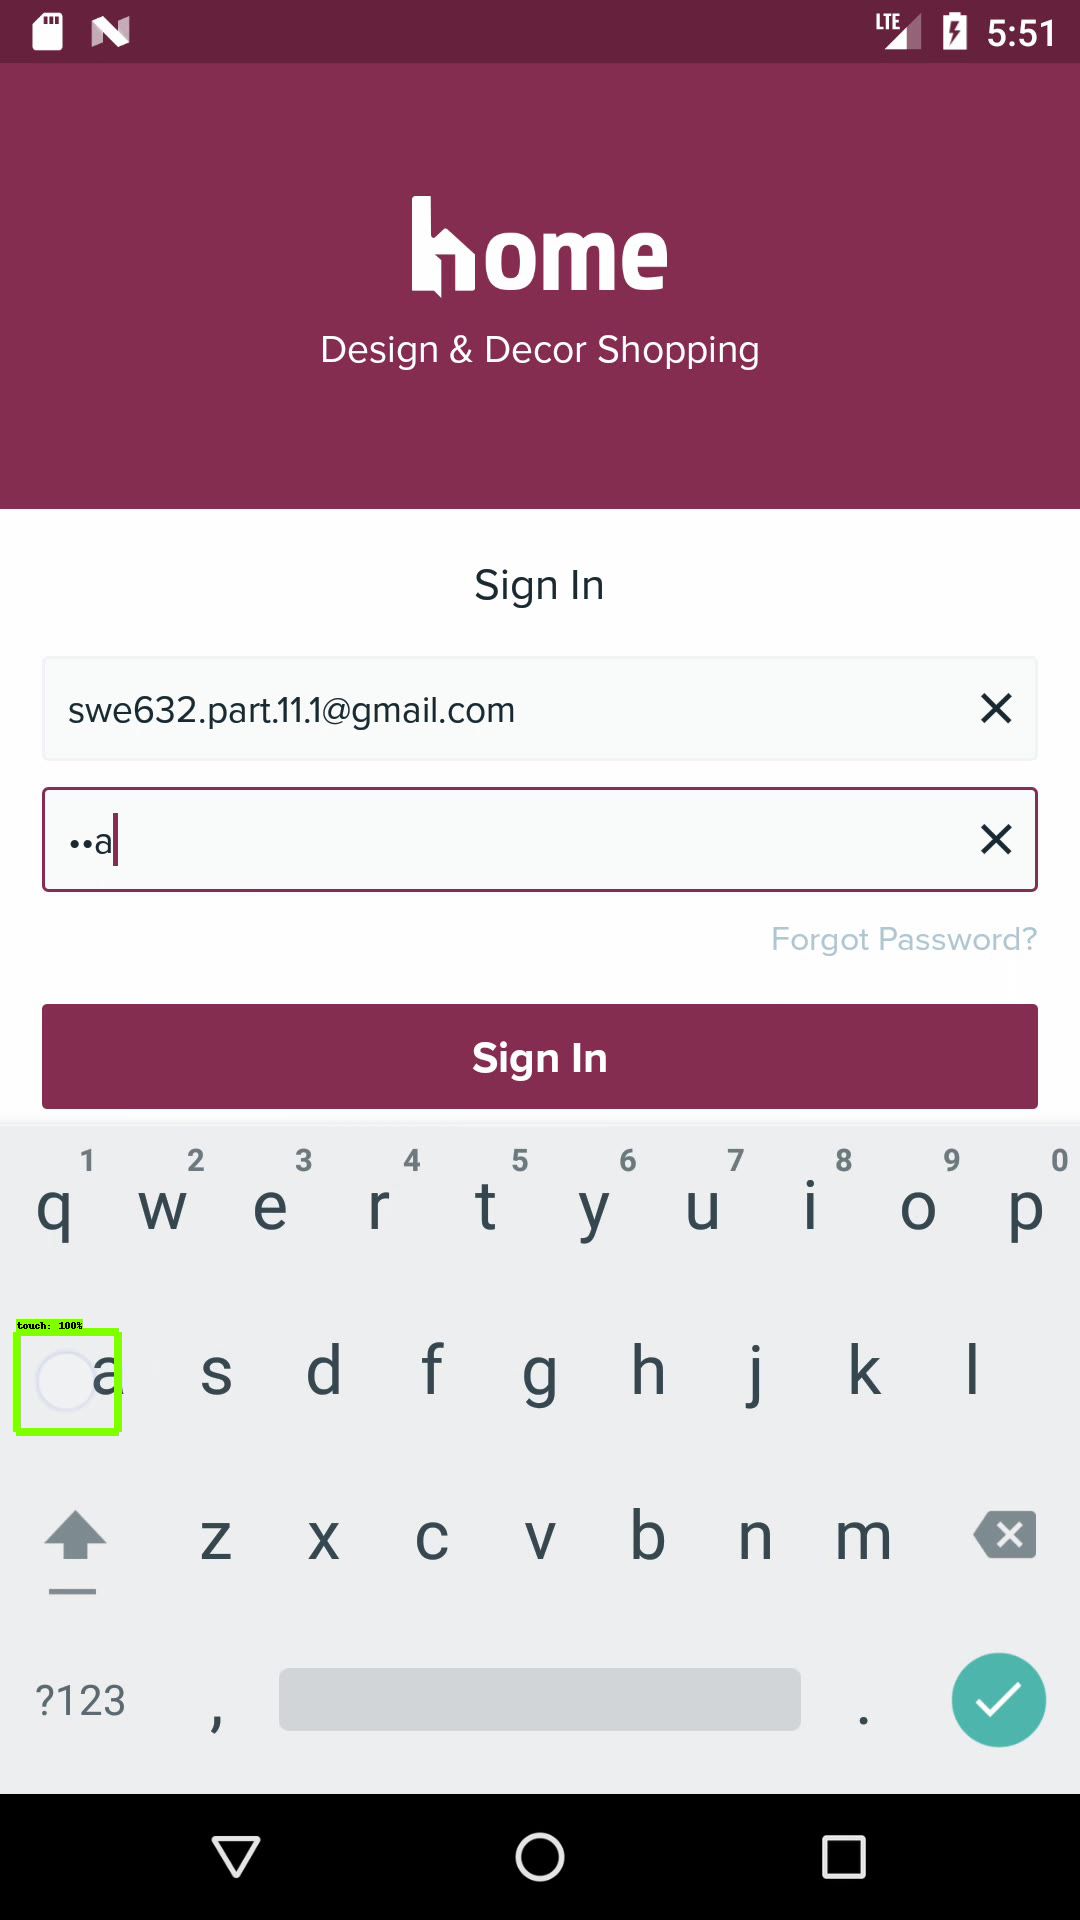 LTE 5:51
home
Design & Decor Shopping
Sign In
swe632.part.11.1@gmail.com
••a
Forgot Password?
Sign In
1 2 3 4 5 6 7 8 9 0
q w e r t y u i o p
touch: 100%
a s d f g h j k l
z x c v b n m
?123 , .